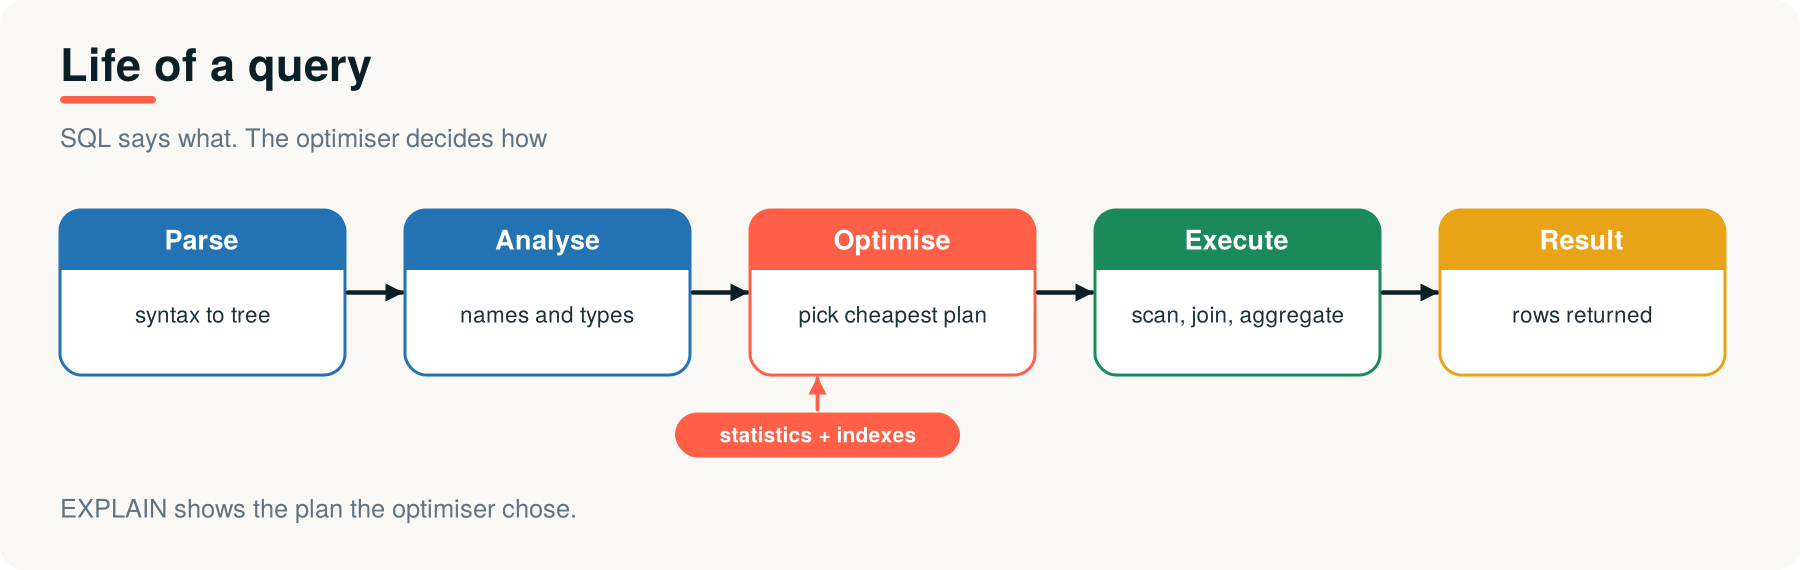 Life of a query
SQL says what. The optimiser decides how
Parse
syntax to tree
Analyse
names and types
Optimise
pick cheapest plan
Execute
scan, join, aggregate
Result
rows returned
statistics + indexes
EXPLAIN shows the plan the optimiser chose.